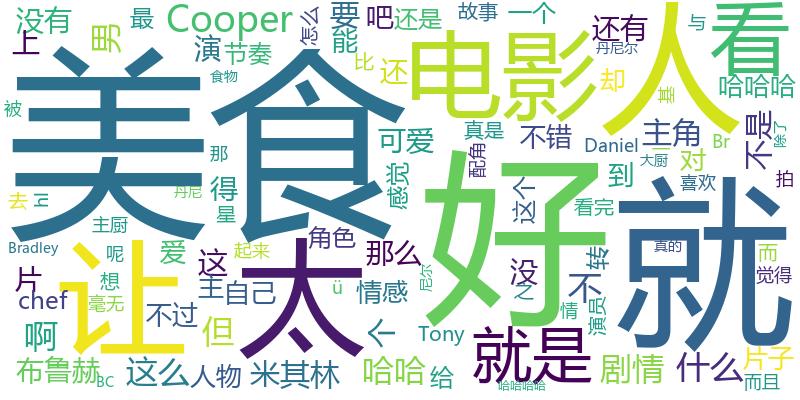 没有
上
男
最
Cooper
演
节奏
怎么
要
能
吧
还是
故事
一个
还有
丹尼尔
与
看
哈哈哈
美食
电影
人
比
还
却
基
不是
除了
食物
被
那
丹尼
得
星
可爱
感觉
真是
配角
不错
Daniel
主角
对
Br
一
大厨
喜欢
拍
去
hl
主厨
好
就
这个
到
看完
Bradley
呢
爱
起来
角色
那么
没
之
不
转
真的
而
觉得
片
想
让
这
太
chef
毫无
不过
主
自己
ü
情感
尼尔
情
演员
啊
但
个
Tony
就是
剧情
什么
片子
布鲁赫
BC
这么
人物
米其林
哈哈
给
哈哈哈哈
而且